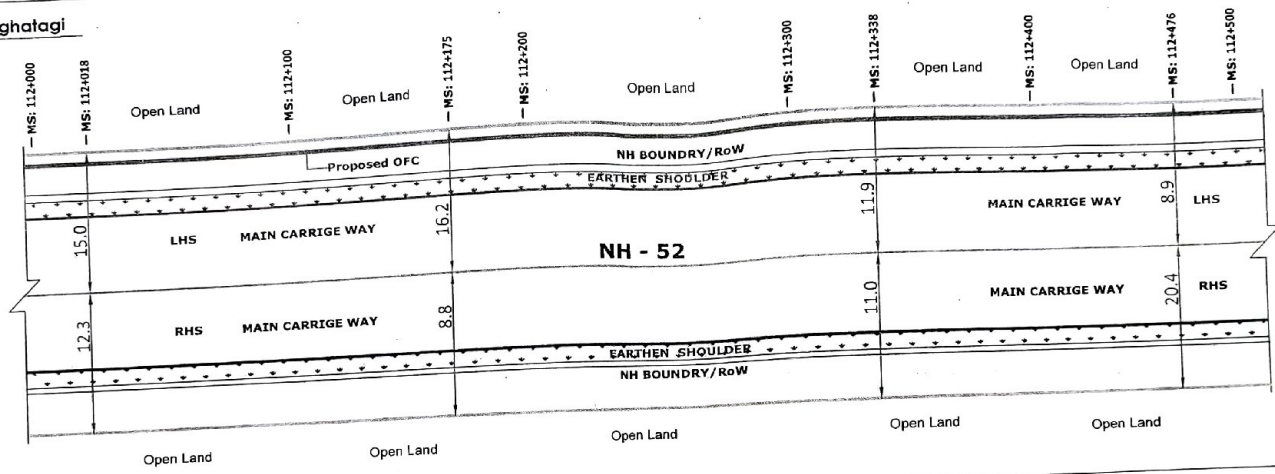 ghatagi
MS: 112+000
MS: 112+018
MS: 112+100
MS: 112+175
MS: 112+200
MS: 112+300
MS: 112+338
MS: 112+400
MS: 112+476
MS: 112+500
Open Land
Open Land
Open Land
Open Land
Open Land
Proposed OFC
NH BOUNDRY/RoW
EARTHEN SHOULDER
15.0
LHS
MAIN CARRIGE WAY
16.2
11.9
MAIN CARRIGE WAY
8.9
LHS
NH - 52
12.3
RHS
MAIN CARRIGE WAY
8.8
11.0
MAIN CARRIGE WAY
20.4
RHS
EARTHEN SHOULDER
NH BOUNDRY/RoW
Open Land
Open Land
Open Land
Open Land
Open Land